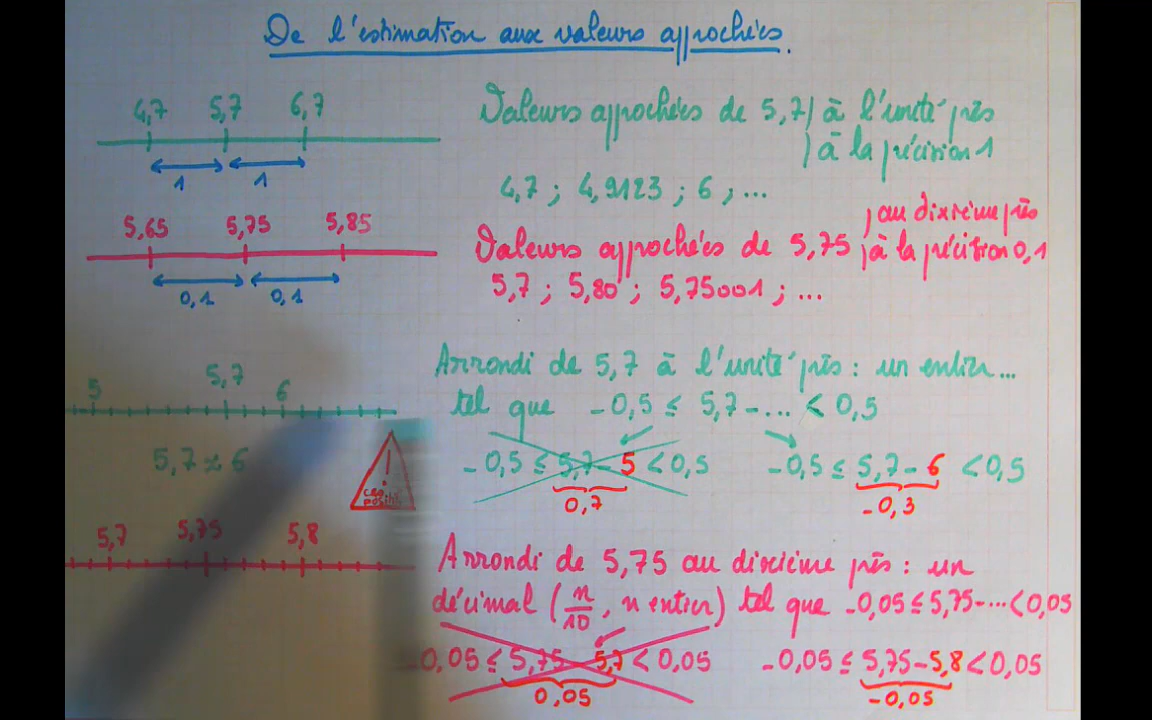 De l'estimation aux valeurs approchées.
4,7 5,7 6,7
1 1
Valeurs approchées de 5,7 à l'unité près
à la précision 1
4,7 ; 4,9123 ; 6 ; ...
5,65 5,75 5,85
0,1 0,1
Valeurs approchées de 5,75 au dixième près
à la précision 0,1
5,7 ; 5,80 ; 5,75001 ; ...
5 5,7 6
5,7 ≈ 6
!
cas positif
Arrondi de 5,7 à l'unité près : un entier...
tel que -0,5 ≤ 5,7 - ... < 0,5
-0,5 ≤ 5,7 - 5 < 0,5 -0,5 ≤ 5,7 - 6 < 0,5
0,7 -0,3
5,7 5,75 5,8
Arrondi de 5,75 au dixième près : un
décimal (n/10, n entier) tel que -0,05 ≤ 5,75 - ... < 0,05
-0,05 ≤ 5,75 - 5,7 < 0,05 -0,05 ≤ 5,75 - 5,8 < 0,05
0,05 -0,05